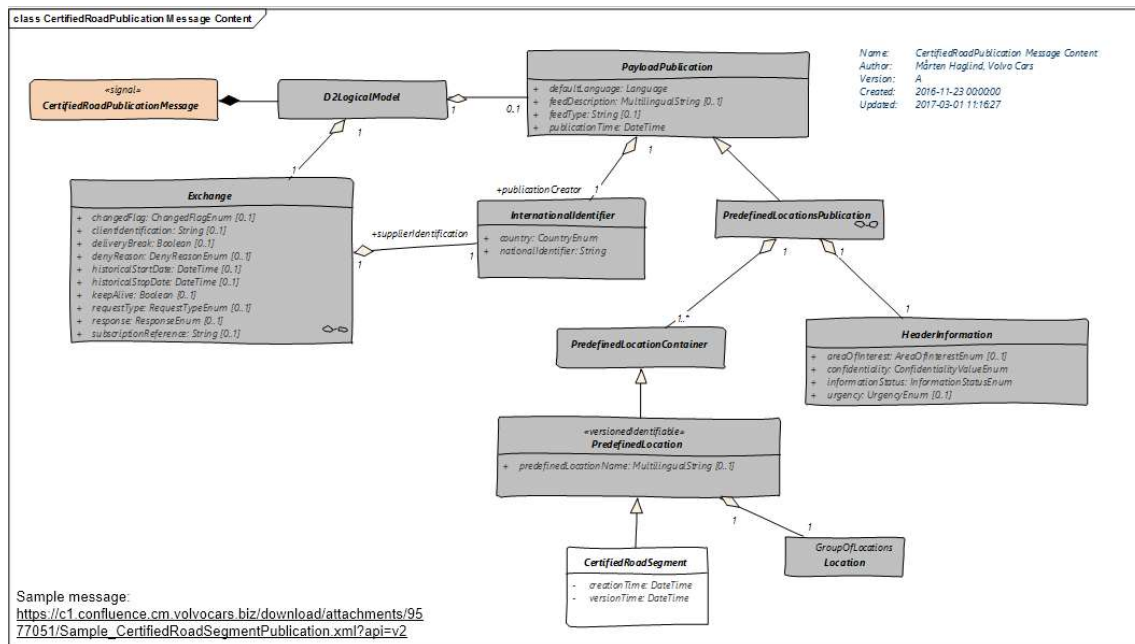 class CertifiedRoadPublication Message Content
«signal»
CertifiedRoadPublicationMessage
D2LogicalModel
1
0..1
PayloadPublication
+ defaultLanguage: Language
+ feedDescription: MultilingualString [0..1]
+ feedType: String [0..1]
+ publicationTime: DateTime
Name: CertifiedRoadPublication Message Content
Author: Mårten Haglind, Volvo Cars
Version: A
Created: 2016-11-23 00:00:00
Updated: 2017-03-01 11:16:27
1
1
1
Exchange
+ changedFlag: ChangedFlagEnum [0..1]
+ clientIdentification: String [0..1]
+ deliveryBreak: Boolean [0..1]
+ denyReason: DenyReasonEnum [0..1]
+ historicalStartDate: DateTime [0..1]
+ historicalStopDate: DateTime [0..1]
+ keepAlive: Boolean [0..1]
+ requestType: RequestTypeEnum [0..1]
+ response: ResponseEnum [0..1]
+ subscriptionReference: String [0..1]
+supplierIdentification
1
1
+publicationCreator
1
InternationalIdentifier
+ country: CountryEnum
+ nationalIdentifier: String
PredefinedLocationsPublication
1
1
1..*
1
PredefinedLocationContainer
HeaderInformation
+ areaOfInterest: AreaOfInterestEnum [0..1]
+ confidentiality: ConfidentialityValueEnum
+ informationStatus: InformationStatusEnum
+ urgency: UrgencyEnum [0..1]
«versionedIdentifiable»
PredefinedLocation
+ predefinedLocationName: MultilingualString [0..1]
1
1
GroupOfLocations
Location
CertifiedRoadSegment
- creationTime: DateTime
- versionTime: DateTime
Sample message:
https://c1.confluence.cm.volvocars.biz/download/attachments/95
77051/Sample_CertifiedRoadSegmentPublication.xml?api=v2